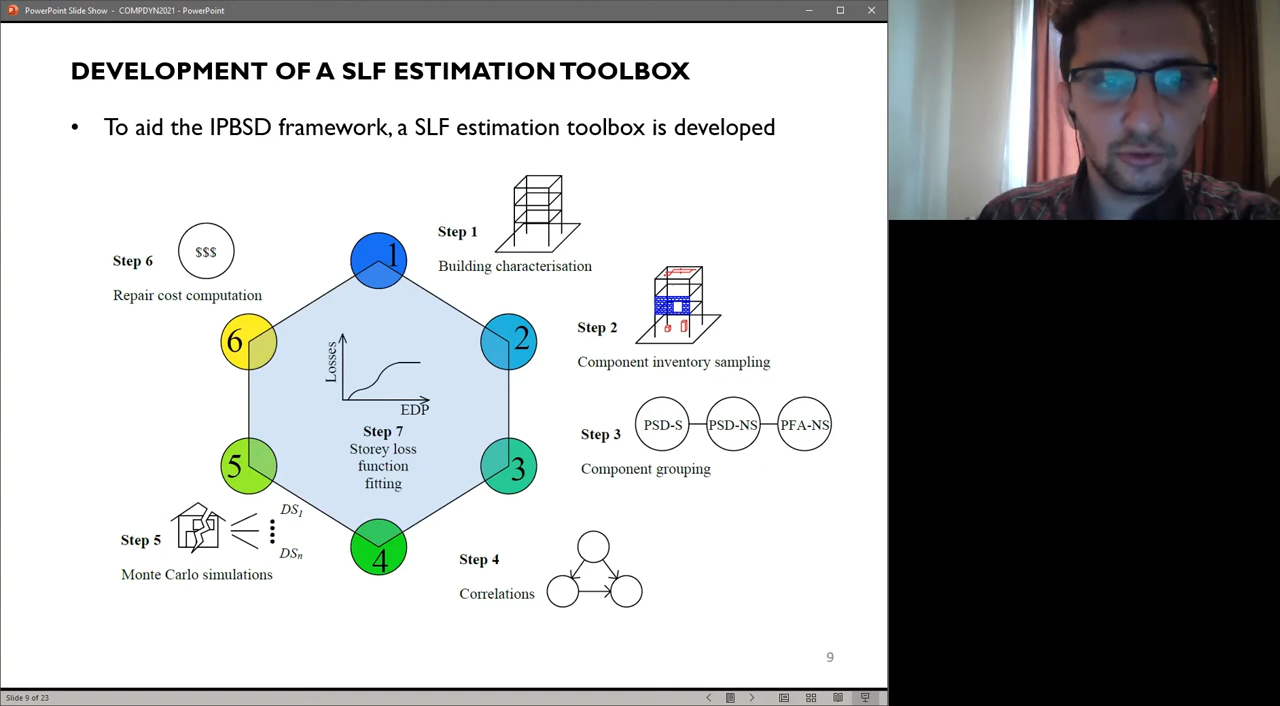 PowerPoint Slide Show - COMPDYN2021 - PowerPoint
DEVELOPMENT OF A SLF ESTIMATION TOOLBOX
• To aid the IPBSD framework, a SLF estimation toolbox is developed
Step 1
Building characterisation
Step 2
Component inventory sampling
Step 3
PSD-S
PSD-NS
PFA-NS
Component grouping
Step 4
Correlations
Step 5
DS1
DSn
Monte Carlo simulations
Step 6
$$$
Repair cost computation
1
2
3
4
5
6
Losses
EDP
Step 7
Storey loss
function
fitting
9
Slide 9 of 23